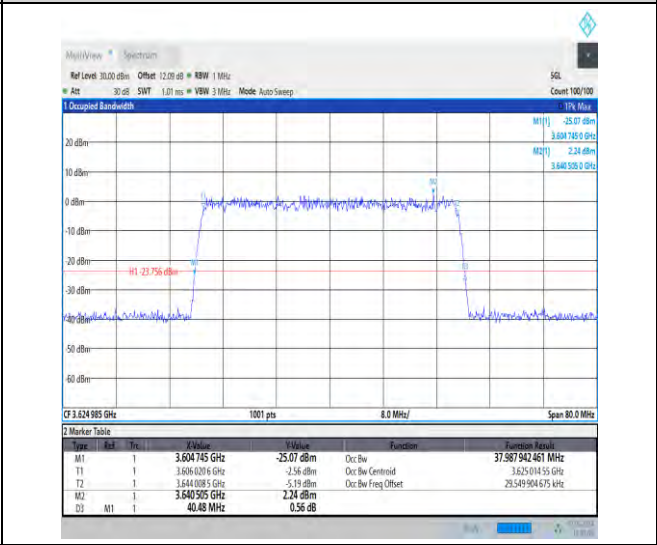 MultiView Spectrum
Ref Level 30.00 dBm Offset 12.09 dB RBW 1 MHz SGL
Att 30 dB SWT 1.01 ms VBW 3 MHz Mode Auto Sweep Count 100/100
1 Occupied Bandwidth 1Pk Max
M1[1] -25.07 dBm
3.604 745 0 GHz
M2[1] 2.24 dBm
3.640 505 0 GHz
20 dBm
10 dBm
0 dBm
-10 dBm
-20 dBm
H1 -23.756 dBm
-30 dBm
-40 dBm
-50 dBm
-60 dBm
M1
M2
D3
CF 3.624 985 GHz 1001 pts 8.0 MHz/ Span 80.0 MHz
2 Marker Table
Type Ref Trc X-Value Y-Value Function Function Result
M1 1 3.604745 GHz -25.07 dBm Occ Bw 37.987 942 461 MHz
T1 1 3.606 020 6 GHz -2.56 dBm Occ Bw Centroid 3.625 014 55 GHz
T2 1 3.644 008 5 GHz -5.19 dBm Occ Bw Freq Offset 29.549 904 675 kHz
M2 1 3.640505 GHz 2.24 dBm
D3 M1 1 40.48 MHz 0.56 dB